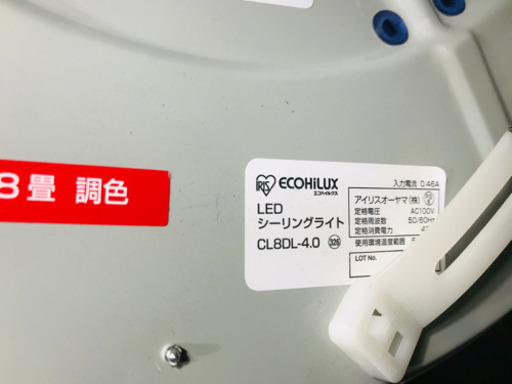 8畳 調色
IRIS ECOHiLUX
エコハイルクス
LED
シーリングライト
CL8DL-4.0
入力電流 0.46A
アイリスオーヤマ㈱
定格電圧 AC100V
定格周波数 50/60Hz
定格消費電力
使用環境温度範囲
LOT No.